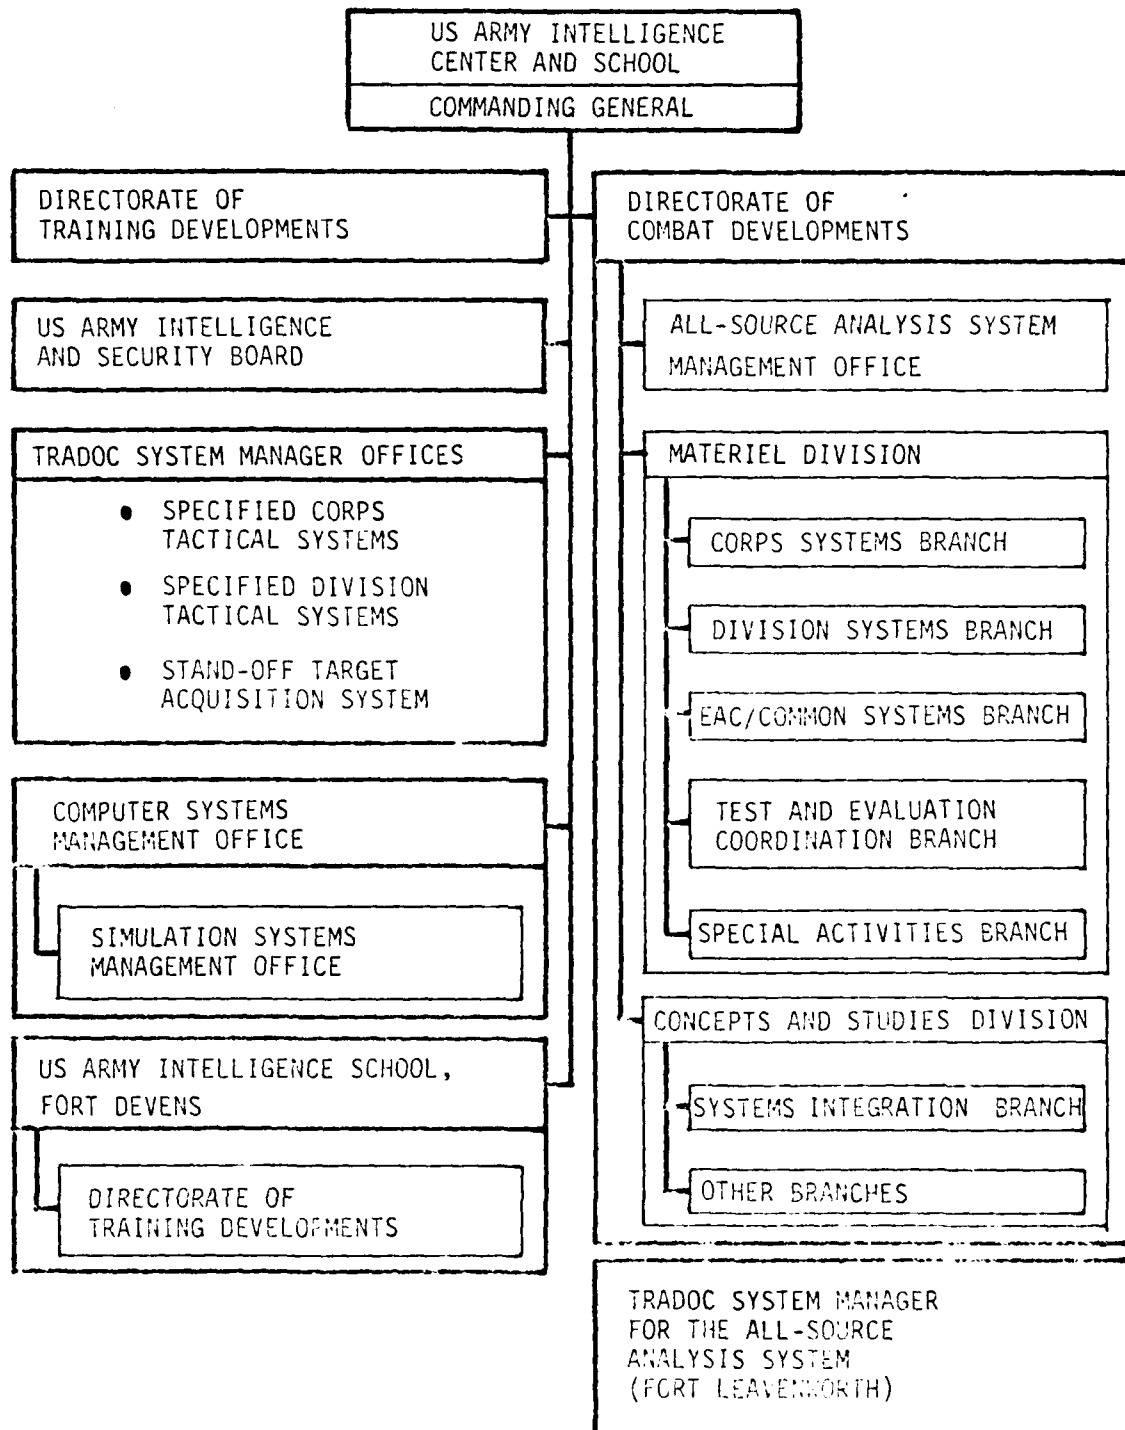 US ARMY INTELLIGENCE
CENTER AND SCHOOL
COMMANDING GENERAL
DIRECTORATE OF
TRAINING DEVELOPMENTS
US ARMY INTELLIGENCE
AND SECURITY BOARD
TRADOC SYSTEM MANAGER OFFICES
● SPECIFIED CORPS
TACTICAL SYSTEMS
● SPECIFIED DIVISION
TACTICAL SYSTEMS
● STAND-OFF TARGET
ACQUISITION SYSTEM
COMPUTER SYSTEMS
MANAGEMENT OFFICE
SIMULATION SYSTEMS
MANAGEMENT OFFICE
US ARMY INTELLIGENCE SCHOOL,
FORT DEVENS
DIRECTORATE OF
TRAINING DEVELOPMENTS
DIRECTORATE OF
COMBAT DEVELOPMENTS
ALL-SOURCE ANALYSIS SYSTEM
MANAGEMENT OFFICE
MATERIEL DIVISION
CORPS SYSTEMS BRANCH
DIVISION SYSTEMS BRANCH
EAC/COMMON SYSTEMS BRANCH
TEST AND EVALUATION
COORDINATION BRANCH
SPECIAL ACTIVITIES BRANCH
CONCEPTS AND STUDIES DIVISION
SYSTEMS INTEGRATION BRANCH
OTHER BRANCHES
TRADOC SYSTEM MANAGER
FOR THE ALL-SOURCE
ANALYSIS SYSTEM
(FORT LEAVENWORTH)